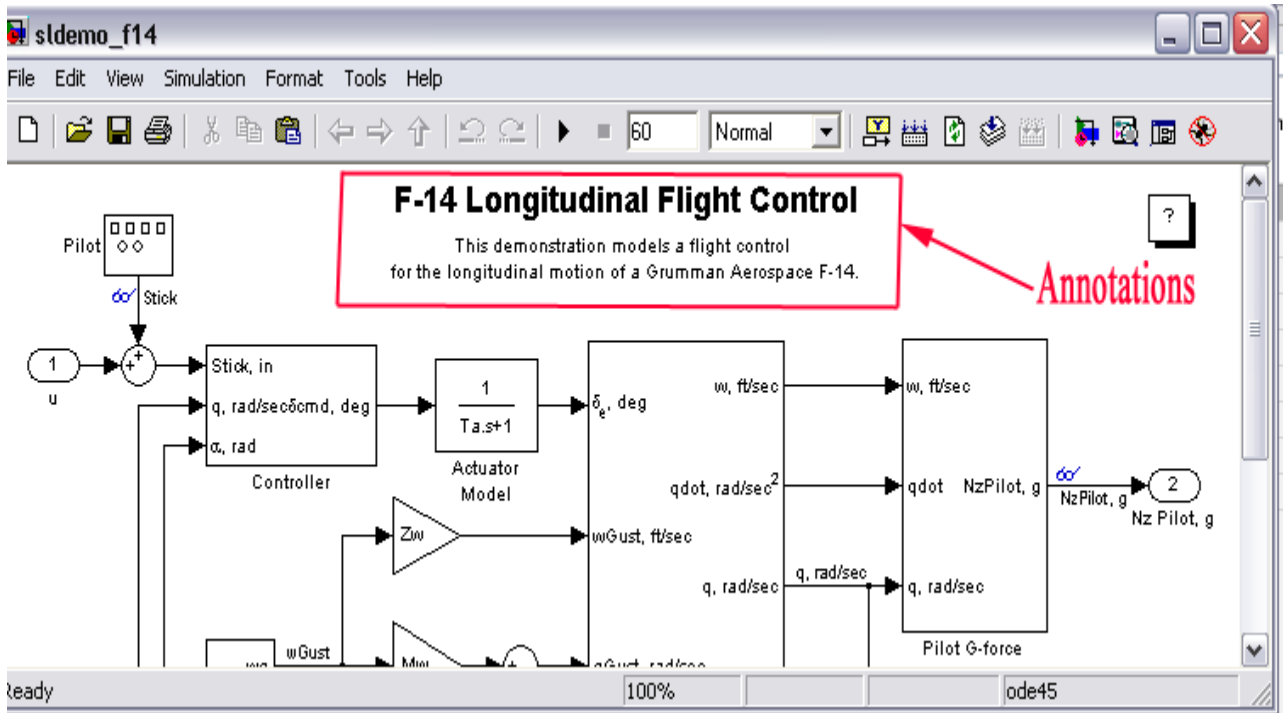 sldemo_f14
File Edit View Simulation Format Tools Help
60 Normal
F-14 Longitudinal Flight Control
This demonstration models a flight control
for the longitudinal motion of a Grumman Aerospace F-14.
?
Annotations
Pilot
Stick
1
u
+
+
Stick, in
q, rad/secδcmd, deg
α, rad
Controller
1
Ta.s+1
Actuator
Model
δe, deg
wGust, ft/sec
w, ft/sec
qdot, rad/sec2
q, rad/sec
q, rad/sec
w, ft/sec
qdot NzPilot, g
q, rad/sec
Pilot G-force
NzPilot, g
2
Nz Pilot, g
Zw
wGust
Mw
Ready 100% ode45